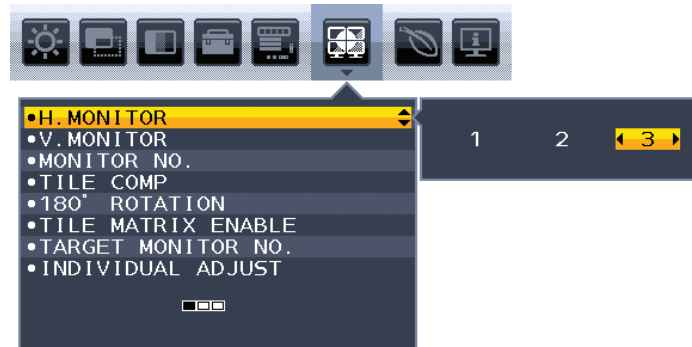 •H.MONITOR
1 2 3
•V.MONITOR
•MONITOR NO.
•TILE COMP
•180° ROTATION
•TILE MATRIX ENABLE
•TARGET MONITOR NO.
•INDIVIDUAL ADJUST